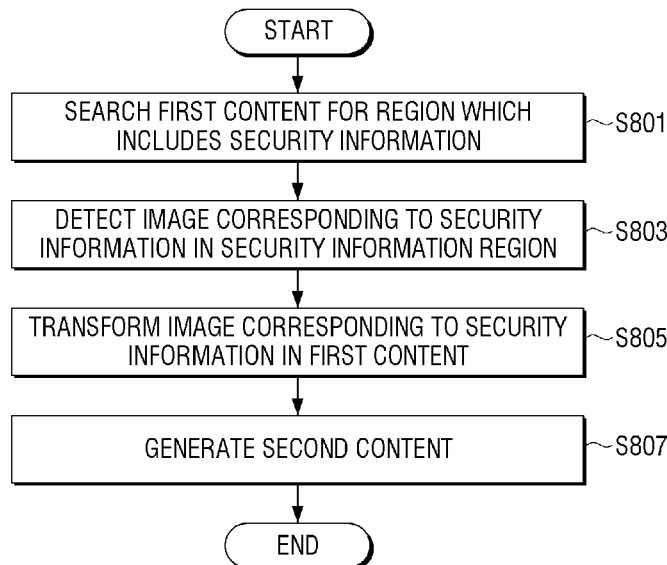 START
SEARCH FIRST CONTENT FOR REGION WHICH
INCLUDES SECURITY INFORMATION
S801
DETECT IMAGE CORRESPONDING TO SECURITY
INFORMATION IN SECURITY INFORMATION REGION
S803
TRANSFORM IMAGE CORRESPONDING TO SECURITY
INFORMATION IN FIRST CONTENT
S805
GENERATE SECOND CONTENT
S807
END